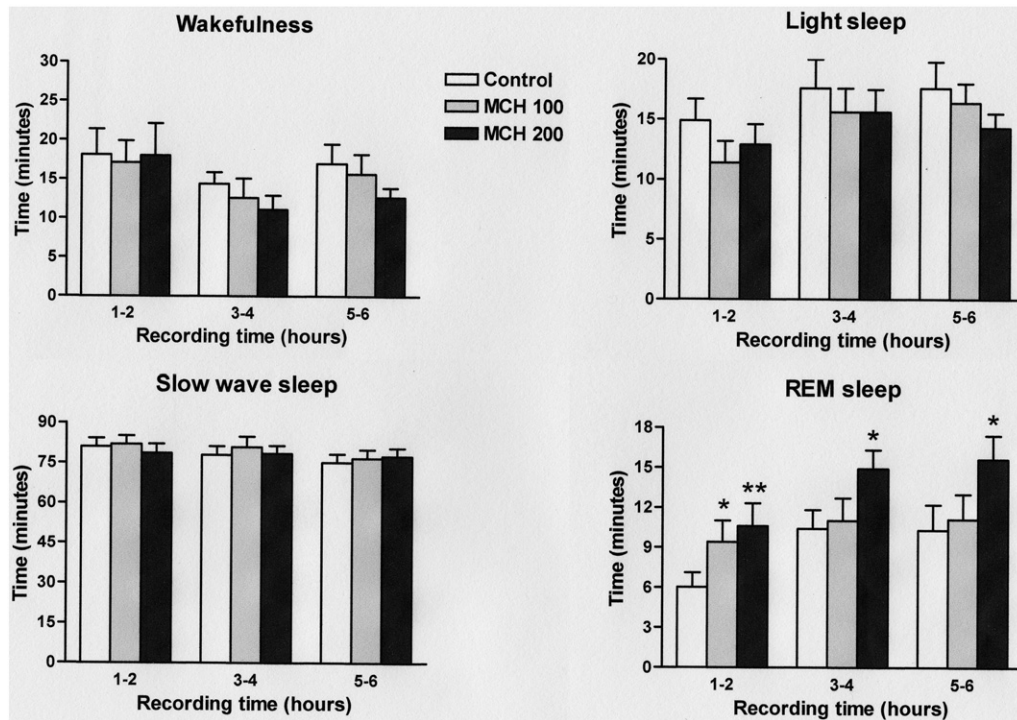 Wakefulness
Time (minutes)
30
25
20
15
10
5
0
1-2
3-4
5-6
Recording time (hours)
Control
MCH 100
MCH 200
Light sleep
Time (minutes)
20
15
10
5
0
1-2
3-4
5-6
Recording time (hours)
Slow wave sleep
Time (minutes)
90
75
60
45
30
15
0
1-2
3-4
5-6
Recording time (hours)
REM sleep
Time (minutes)
18
15
12
9
6
3
0
*
**
*
*
1-2
3-4
5-6
Recording time (hours)